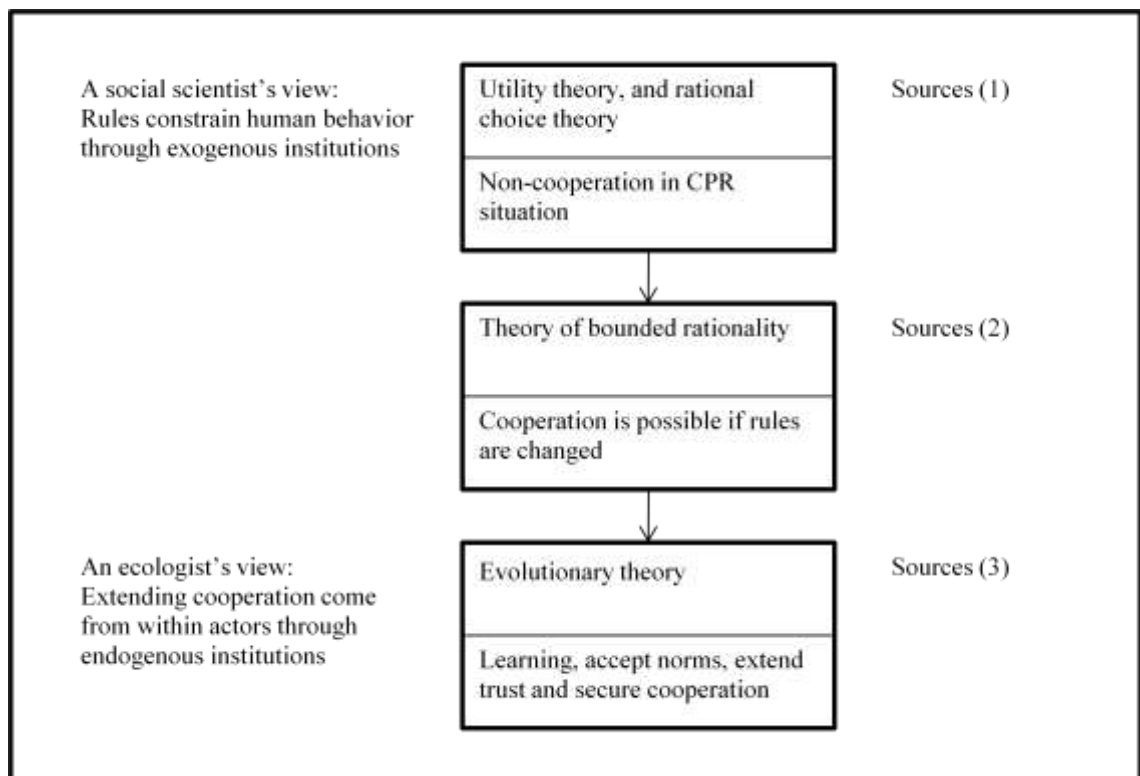 A social scientist's view:
Rules constrain human behavior
through exogenous institutions
Utility theory, and rational
choice theory
Sources (1)
Non-cooperation in CPR
situation
Theory of bounded rationality
Sources (2)
Cooperation is possible if rules
are changed
An ecologist's view:
Extending cooperation come
from within actors through
endogenous institutions
Evolutionary theory
Sources (3)
Learning, accept norms, extend
trust and secure cooperation